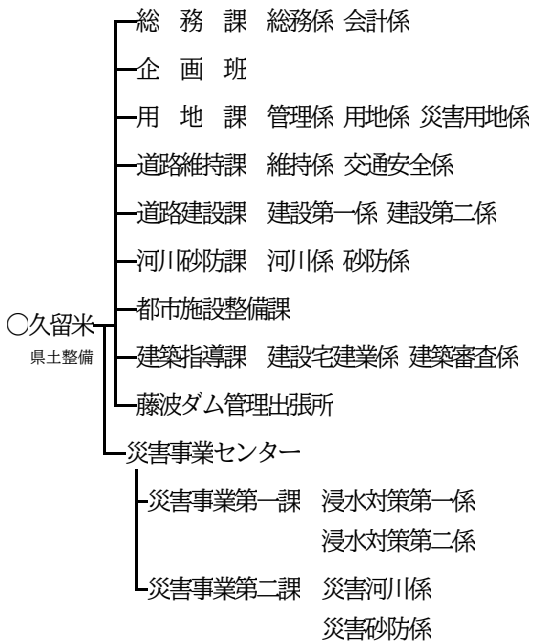 総務課 総務係 会計係
企画班
用地課 管理係 用地係 災害用地係
道路維持課 維持係 交通安全係
道路建設課 建設第一係 建設第二係
河川砂防課 河川係 砂防係
都市施設整備課
〇久留米
県土整備
建築指導課 建設宅建業係 建築審査係
藤波ダム管理出張所
災害事業センター
災害事業第一課 浸水対策第一係
浸水対策第二係
災害事業第二課 災害河川係
災害砂防係